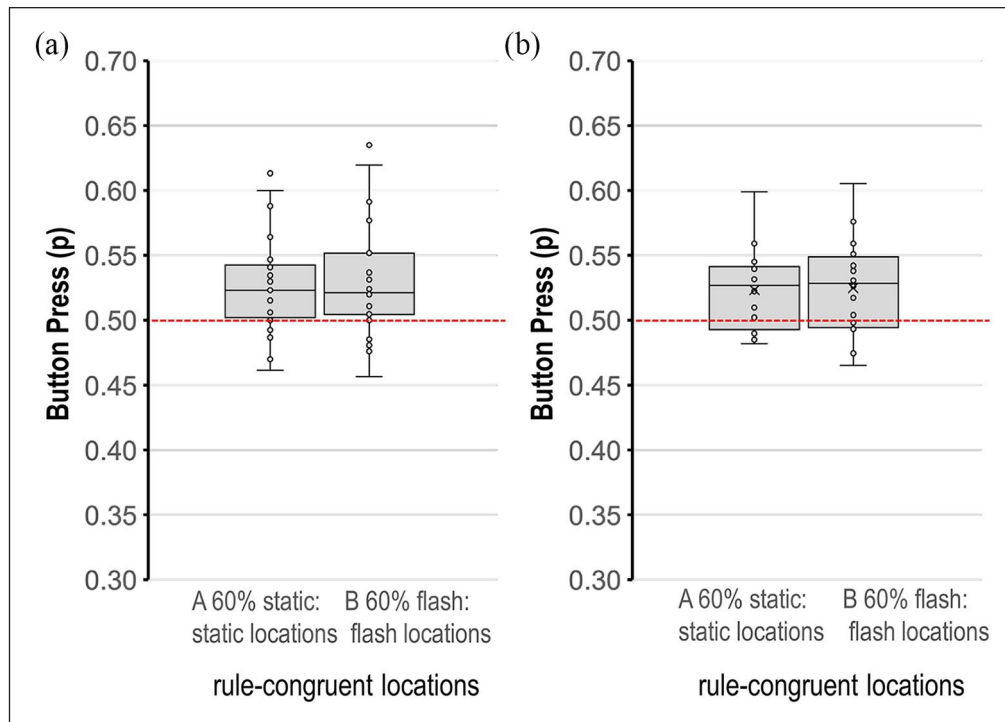 (a)
Button Press (p)
0.70
0.65
0.60
0.55
0.50
0.45
0.40
0.35
0.30
A 60% static:
static locations
B 60% flash:
flash locations
rule-congruent locations
(b)
Button Press (p)
0.70
0.65
0.60
0.55
0.50
0.45
0.40
0.35
0.30
A 60% static:
static locations
B 60% flash:
flash locations
rule-congruent locations